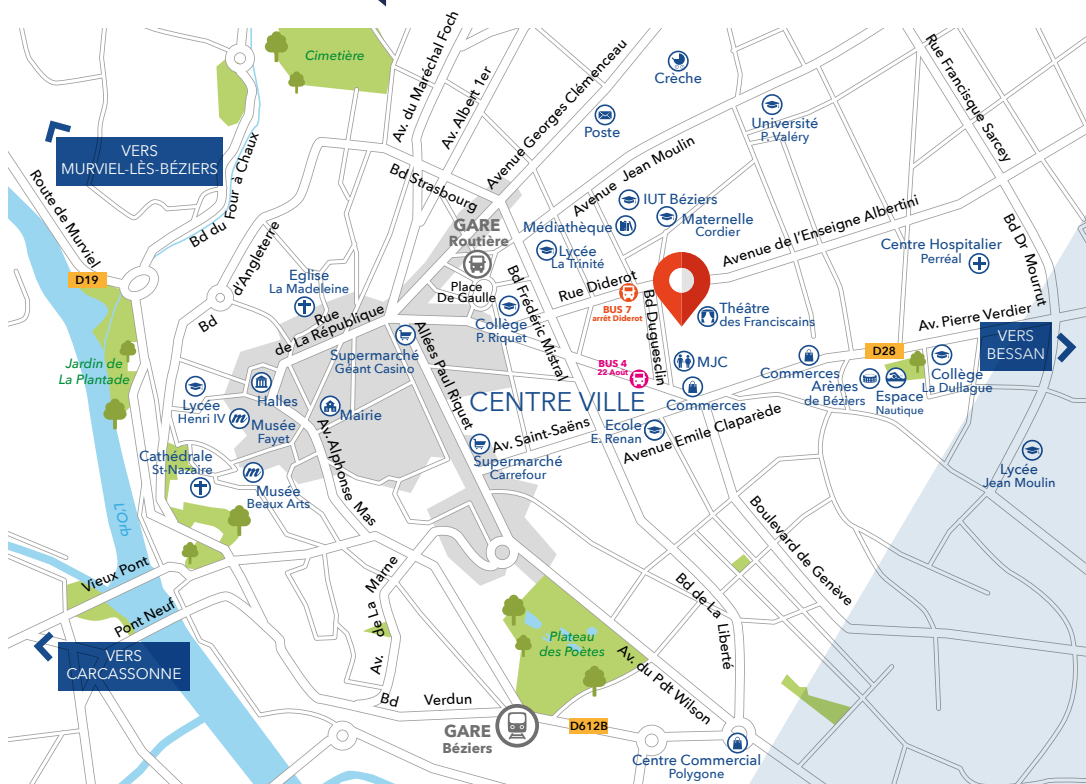 Cimetière
Av. du Maréchal Foch
Av. Albert 1er
Avenue Georges Clémenceau
Crèche
Rue Francisque Sarcey
Poste
Université
P. Valéry
VERS
MURVIEL-LÈS-BÉZIERS
Route de Murviel
Bd du Four à Chaux
Bd Strasbourg
Avenue Jean Moulin
IUT Béziers
Médiathèque
Maternelle
Cordier
Avenue de l'Enseigne Albertini
GARE
Routière
Lycée
La Trinité
Centre Hospitalier
Perréal
Bd Dr Mourrut
D19
Bd d'Angleterre
Eglise
La Madeleine
Place
De Gaulle
Rue Diderot
BUS 7
arrêt Diderot
Bd Duguesclin
Théâtre
des Franciscains
Rue
de La République
Collège
P. Riquet
Bd Frédéric Mistral
Av. Pierre Verdier
VERS
BESSAN
Supermarché
Géant Casino
Allées Paul Riquet
D28
Jardin de
La Plantade
BUS 4
22 Août
MJC
Commerces
Collège
La Dullague
Arènes
de Béziers
Espace
Nautique
Lycée
Henri IV
Halles
Musée
Fayet
Mairie
CENTRE VILLE
Commerces
Av. Saint-Saëns
Ecole
E. Renan
Avenue Emile Claparède
Cathédrale
St-Nazaire
Musée
Beaux Arts
Av. Alphonse Mas
Supermarché
Carrefour
Lycée
Jean Moulin
L'Orb
Boulevard de Genève
Vieux Pont
Pont Neuf
Av. de La Marne
Bd de La Liberté
Plateau
des Poètes
VERS
CARCASSONNE
Av. du Pdt Wilson
Bd Verdun
GARE
Béziers
D612B
Centre Commercial
Polygone